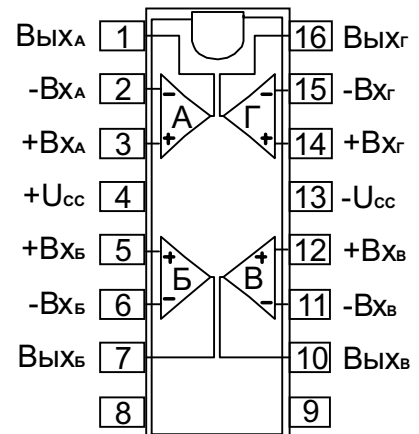 ВыхА 1 16 ВыхГ
-ВхА 2 - - 15 -ВхГ
А Г
+ВхА 3 + + 14 +ВхГ
+Ucc 4 13 -Ucc
+ВхБ 5 + + 12 +ВхВ
Б В
-ВхБ 6 - - 11 -ВхВ
ВыхБ 7 10 ВыхВ
8 9